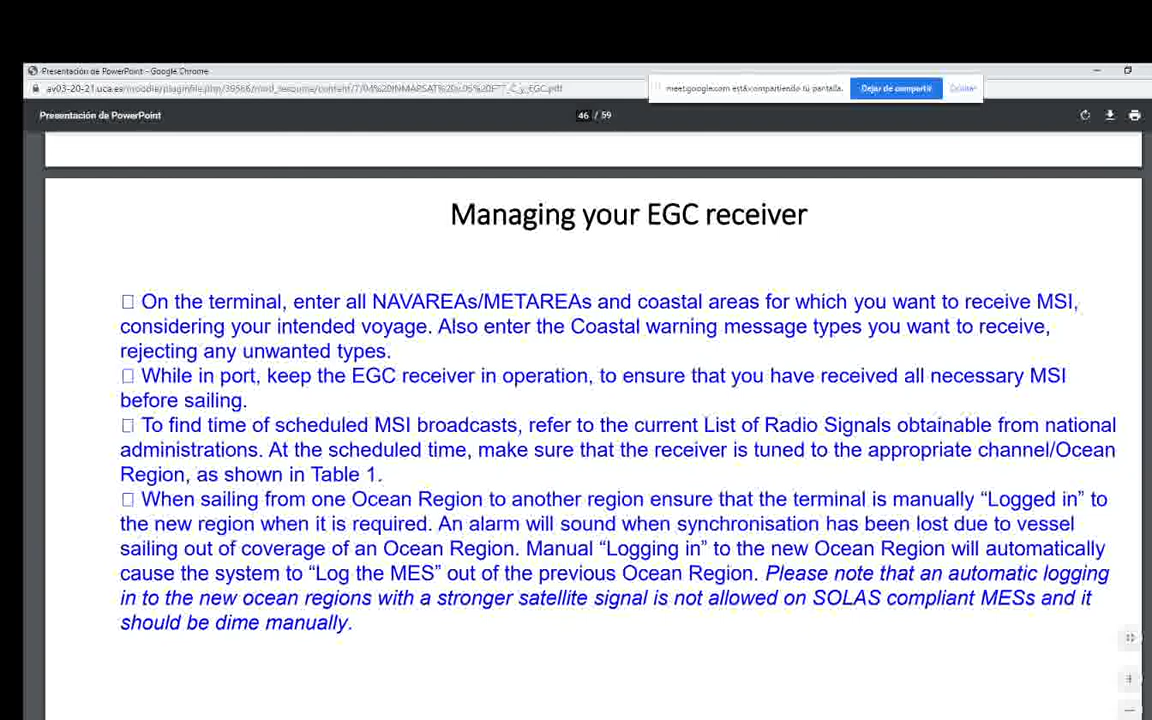 Presentación de PowerPoint - Google Chrome
meet.google.com está compartiendo tu pantalla.
Dejar de compartir
Ocultar
Presentación de PowerPoint
46 / 59
Managing your EGC receiver
On the terminal, enter all NAVAREAs/METAREAs and coastal areas for which you want to receive MSI,
considering your intended voyage. Also enter the Coastal warning message types you want to receive,
rejecting any unwanted types.
While in port, keep the EGC receiver in operation, to ensure that you have received all necessary MSI
before sailing.
To find time of scheduled MSI broadcasts, refer to the current List of Radio Signals obtainable from national
administrations. At the scheduled time, make sure that the receiver is tuned to the appropriate channel/Ocean
Region, as shown in Table 1.
When sailing from one Ocean Region to another region ensure that the terminal is manually “Logged in” to
the new region when it is required. An alarm will sound when synchronisation has been lost due to vessel
sailing out of coverage of an Ocean Region. Manual “Logging in” to the new Ocean Region will automatically
cause the system to “Log the MES” out of the previous Ocean Region. Please note that an automatic logging
in to the new ocean regions with a stronger satellite signal is not allowed on SOLAS compliant MESs and it
should be dime manually.